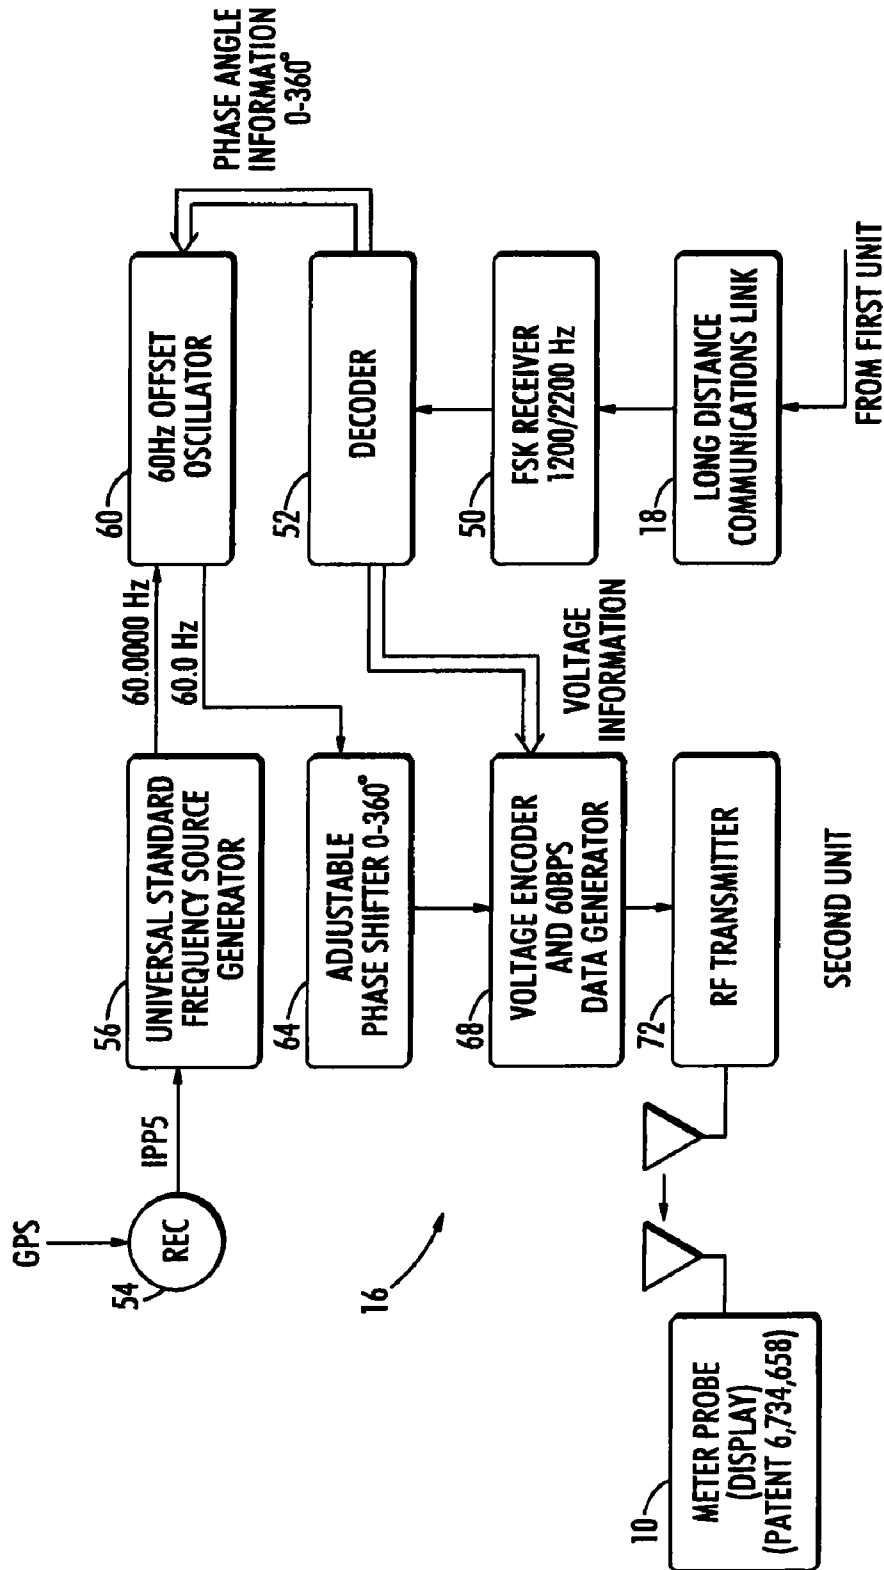 GPS
REC
54
IPP5
56
UNIVERSAL STANDARD
FREQUENCY SOURCE
GENERATOR
60.0000 Hz
60.0 Hz
60
60Hz OFFSET
OSCILLATOR
PHASE ANGLE
INFORMATION
0-360°
64
ADJUSTABLE
PHASE SHIFTER 0-360°
52
DECODER
16
68
VOLTAGE ENCODER
AND 60BPS
DATA GENERATOR
VOLTAGE
INFORMATION
50
FSK RECEIVER
1200/2200 Hz
10
METER PROBE
(DISPLAY)
(PATENT 6,734,658)
72
RF TRANSMITTER
18
LONG DISTANCE
COMMUNICATIONS LINK
SECOND UNIT
FROM FIRST UNIT